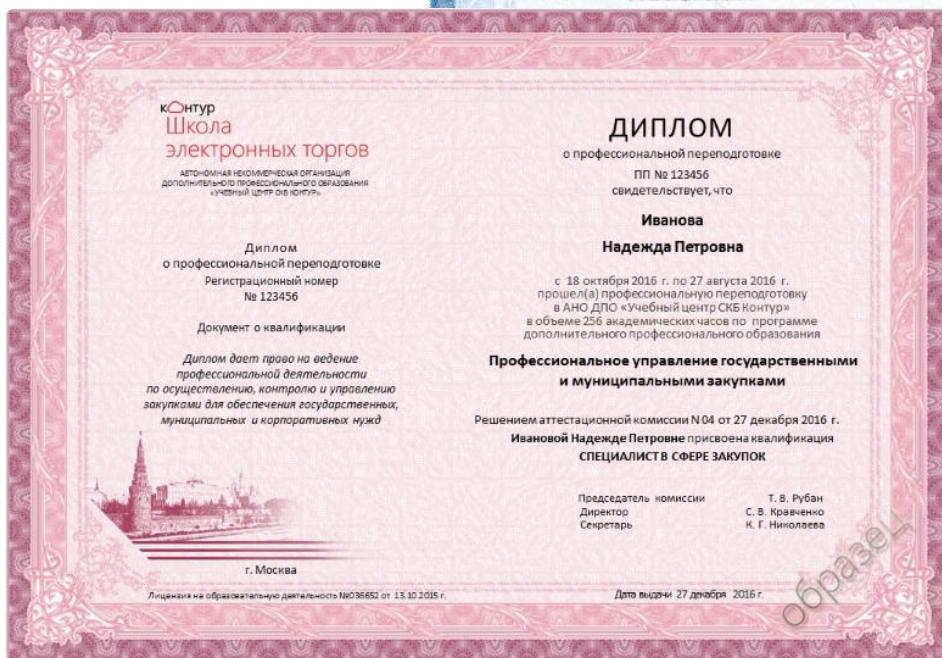 контур
Школа
электронных торгов
АВТОНОМНАЯ НЕКОММЕРЧЕСКАЯ ОРГАНИЗАЦИЯ
ДОПОЛНИТЕЛЬНОГО ПРОФЕССИОНАЛЬНОГО ОБРАЗОВАНИЯ
«УЧЕБНЫЙ ЦЕНТР СКБ КОНТУР»
Диплом
о профессиональной переподготовке
Регистрационный номер
№ 123456
Документ о квалификации
Диплом дает право на ведение
профессиональной деятельности
по осуществлению, контролю и управлению
закупками для обеспечения государственных,
муниципальных и корпоративных нужд
г. Москва
Лицензия на образовательную деятельность №036652 от 13.10.2015 г.
ДИПЛОМ
о профессиональной переподготовке
ПП № 123456
свидетельствует, что
Иванова
Надежда Петровна
с 18 октября 2016 г. по 27 августа 2016 г.
прошел(а) профессиональную переподготовку
в АНО ДПО «Учебный центр СКБ Контур»
в объеме 256 академических часов по программе
дополнительного профессионального образования
Профессиональное управление государственными
и муниципальными закупками
Решением аттестационной комиссии N 04 от 27 декабря 2016 г.
Ивановой Надежде Петровне присвоена квалификация
СПЕЦИАЛИСТ В СФЕРЕ ЗАКУПОК
Председатель комиссии Т. В. Рубан
Директор С. В. Кравченко
Секретарь К. Г. Николаева
Дата выдачи 27 декабря 2016 г.
образец